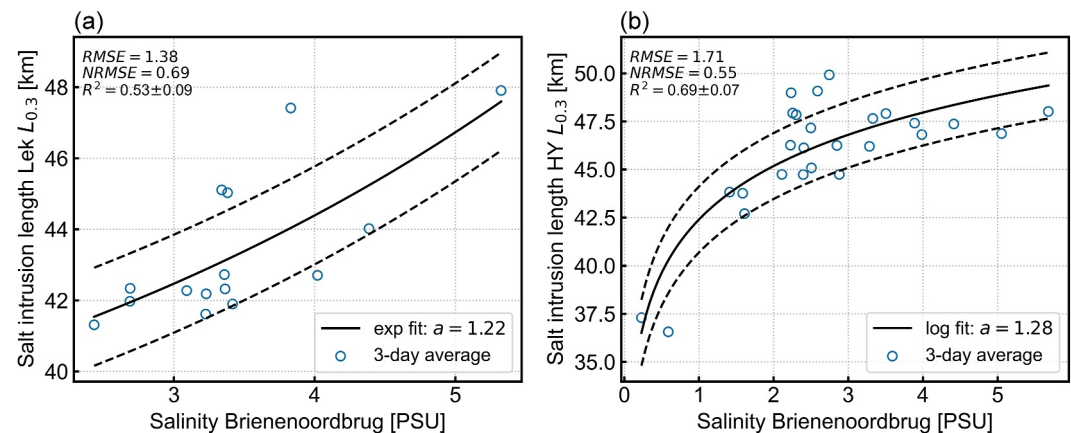 (a)
RMSE = 1.38
NRMSE = 0.69
R² = 0.53±0.09
Salt intrusion length Lek L₀.₃ [km]
48
46
44
42
40
exp fit: a = 1.22
3-day average
3
4
5
Salinity Brienenoordbrug [PSU]
(b)
RMSE = 1.71
NRMSE = 0.55
R² = 0.69±0.07
Salt intrusion length HY L₀.₃ [km]
50.0
47.5
45.0
42.5
40.0
37.5
35.0
log fit: a = 1.28
3-day average
0
1
2
3
4
5
Salinity Brienenoordbrug [PSU]